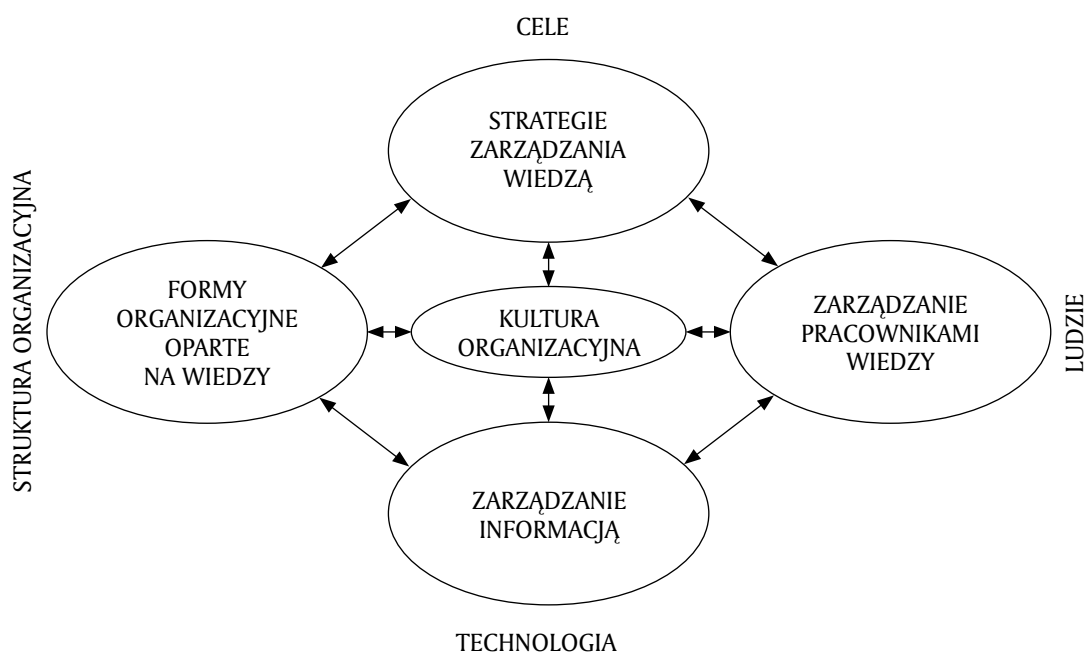 CELE
STRATEGIE
ZARZĄDZANIA
WIEDZĄ
STRUKTURA ORGANIZACYJNA
FORMY
ORGANIZACYJNE
OPARTE
NA WIEDZY
KULTURA
ORGANIZACYJNA
ZARZĄDZANIE
PRACOWNIKAMI
WIEDZY
LUDZIE
ZARZĄDZANIE
INFORMACJĄ
TECHNOLOGIA